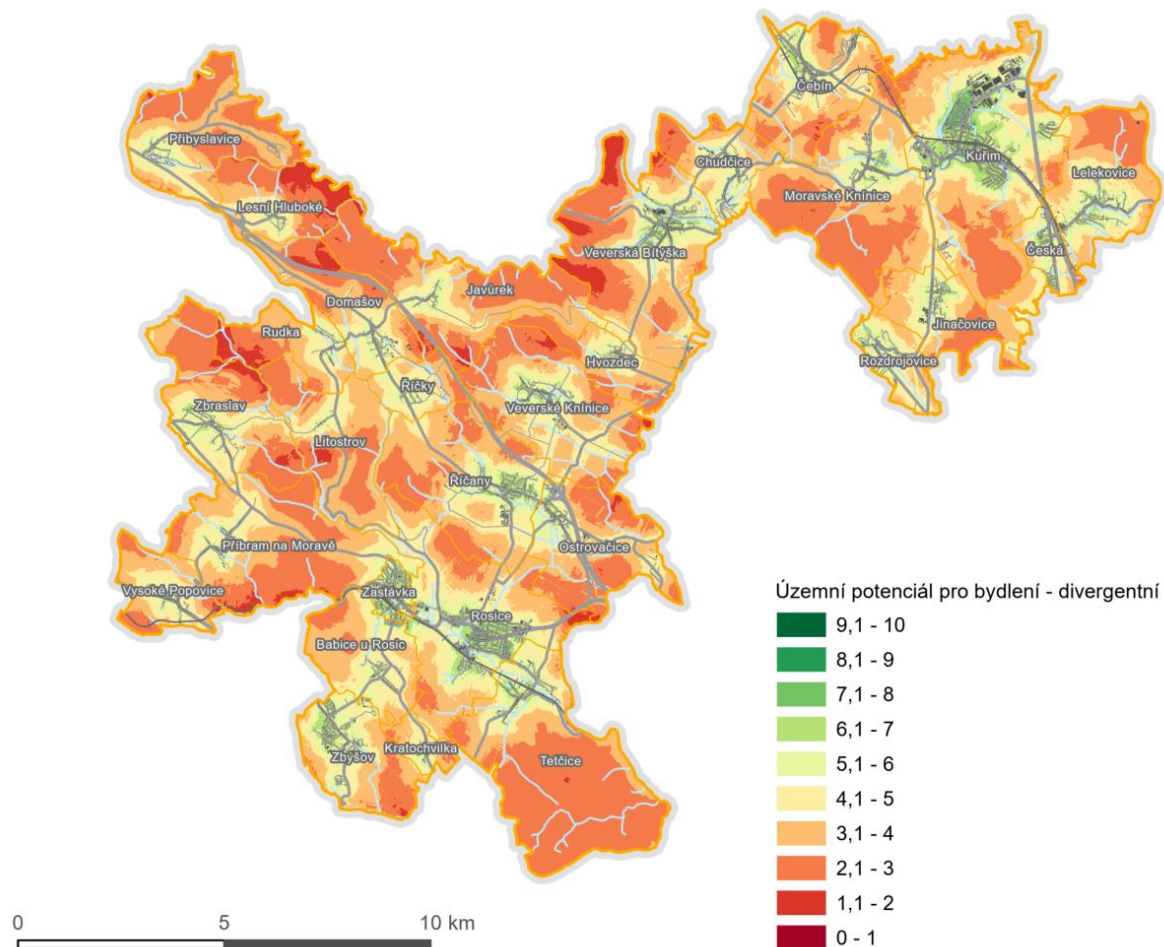 Čebín
Přibyslavice
Chudčice
Kuřim
Lelekovice
Moravské Knínice
Lesní Hluboké
Veverská Bítýška
Česká
Javůrek
Domašov
Rudka
Jinačovice
Hvozdec
Rozdrojovice
Říčky
Zbraslav
Veverské Knínice
Litostrov
Říčany
Příbram na Moravě
Ostrovačice
Vysoké Popovice
Zastávka
Rosice
Babice u Rosic
Zbýšov
Kratochvilka
Tetčice
Územní potenciál pro bydlení - divergentní
9,1 - 10
8,1 - 9
7,1 - 8
6,1 - 7
5,1 - 6
4,1 - 5
3,1 - 4
2,1 - 3
1,1 - 2
0 - 1
0 5 10 km